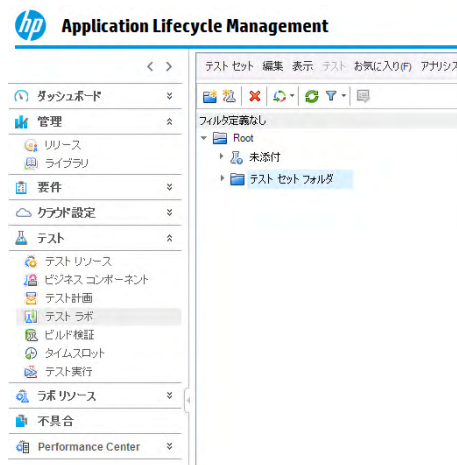 hp Application Lifecycle Management
テスト セット 編集 表示 テスト お気に入り(F) アナリシス
フィルタ定義なし
Root
未添付
テスト セット フォルダ
ダッシュボード
管理
リリース
ライブラリ
要件
クラウド設定
テスト
テスト リソース
ビジネス コンポーネント
テスト計画
テスト ラボ
ビルド検証
タイムスロット
テスト実行
ラボ リソース
不具合
Performance Center